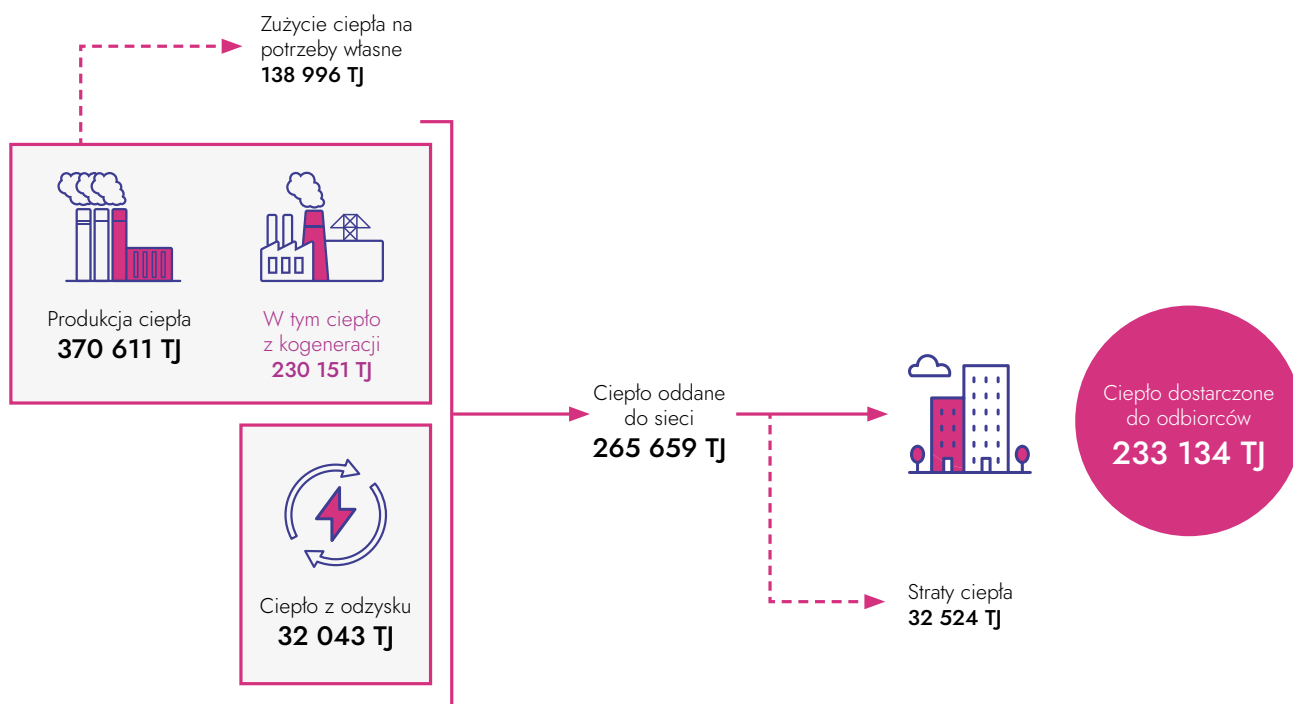 Zużycie ciepła na
potrzeby własne
138 996 TJ
Produkcja ciepła
370 611 TJ
W tym ciepło
z kogeneracji
230 151 TJ
Ciepło z odzysku
32 043 TJ
Ciepło oddane
do sieci
265 659 TJ
Ciepło dostarczone
do odbiorców
233 134 TJ
Straty ciepła
32 524 TJ